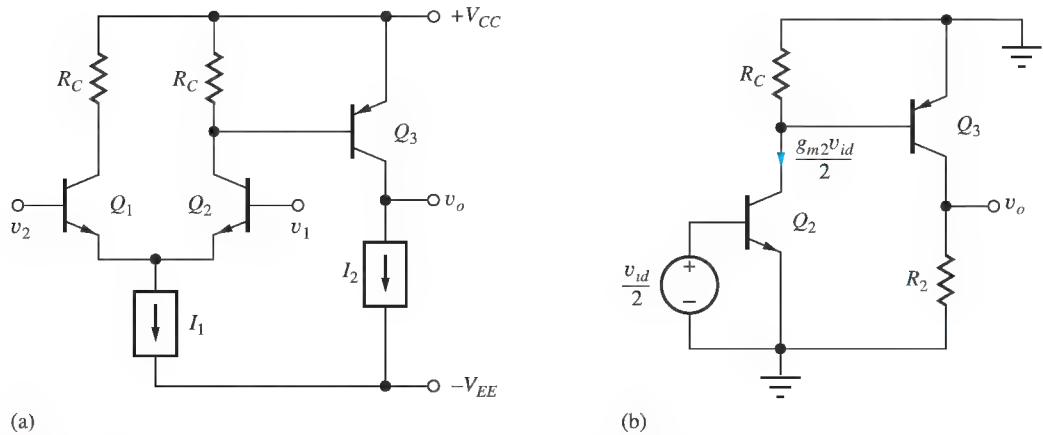 +V_CC
R_C
R_C
Q_3
Q_1
Q_2
v_2
v_1
v_o
I_2
I_1
−V_EE
(a)
R_C
Q_3
g_m2 v_id
2
Q_2
v_o
+
v_id
2
−
R_2
(b)